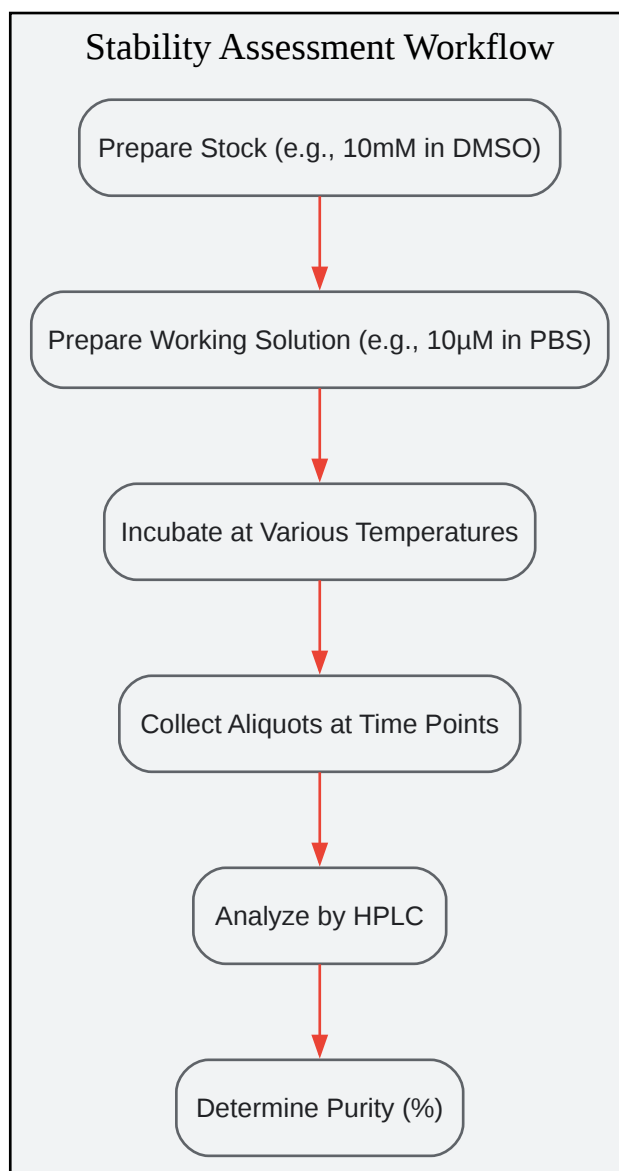 Stability Assessment Workflow
Prepare Stock (e.g., 10mM in DMSO)
Prepare Working Solution (e.g., 10µM in PBS)
Incubate at Various Temperatures
Collect Aliquots at Time Points
Analyze by HPLC
Determine Purity (%)